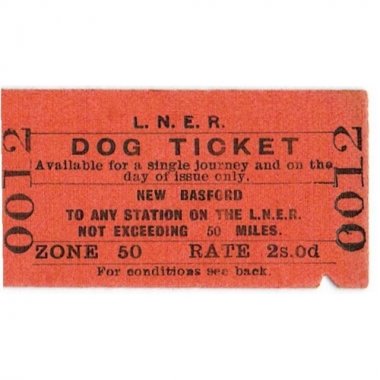 L. N. E. R.
DOG TICKET
Available for a single journey and on the
day of issue only.
NEW BASFORD
TO ANY STATION ON THE L.N.E.R.
NOT EXCEEDING 50 MILES.
ZONE 50 RATE 2s.0d
For conditions see back.
0012
2100